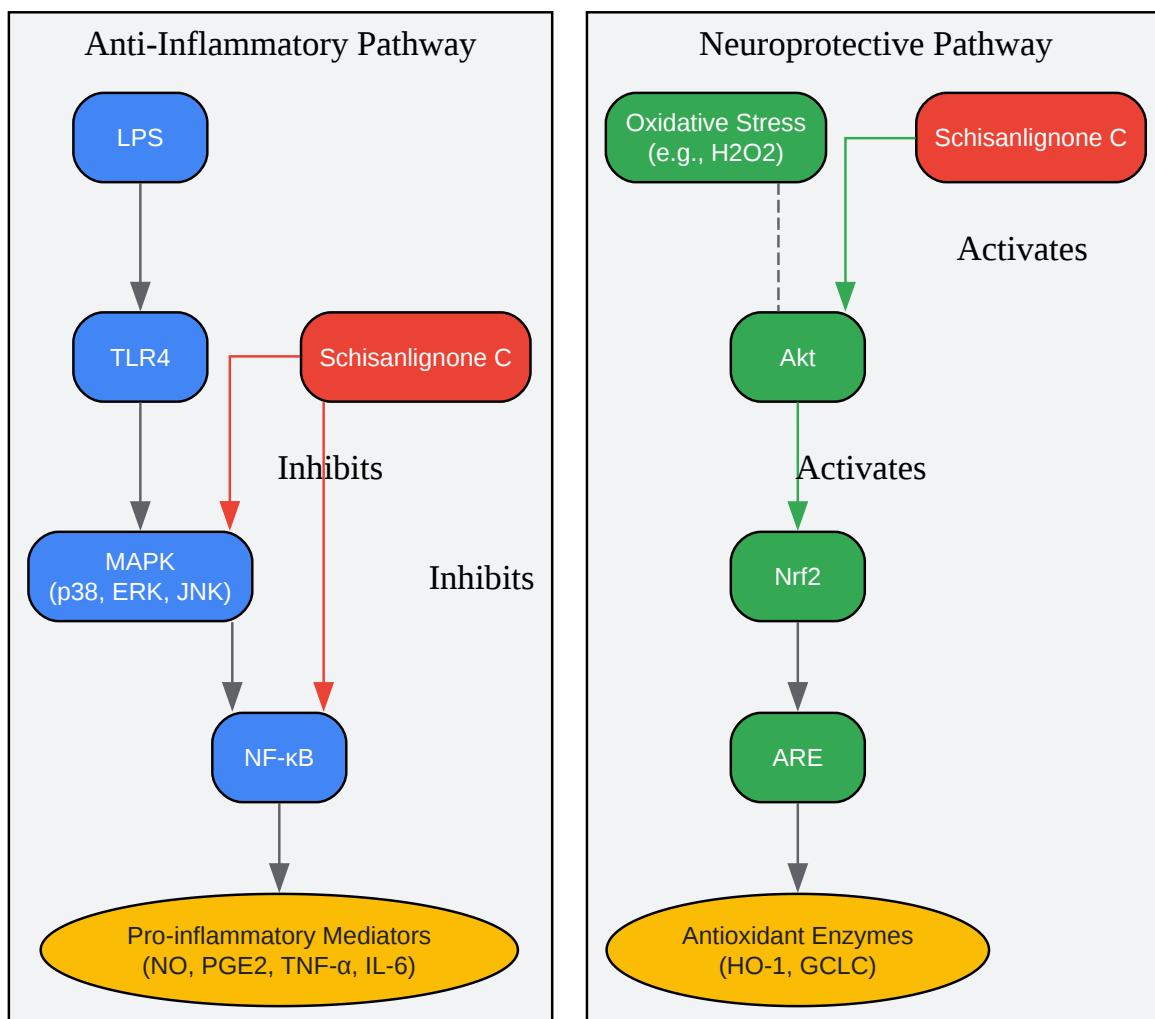 Anti-Inflammatory Pathway
LPS
TLR4
Schisanlignone C
Inhibits
MAPK
(p38, ERK, JNK)
Inhibits
NF-κB
Pro-inflammatory Mediators
(NO, PGE2, TNF-α, IL-6)
Neuroprotective Pathway
Oxidative Stress
(e.g., H2O2)
Schisanlignone C
Activates
Akt
Activates
Nrf2
ARE
Antioxidant Enzymes
(HO-1, GCLC)